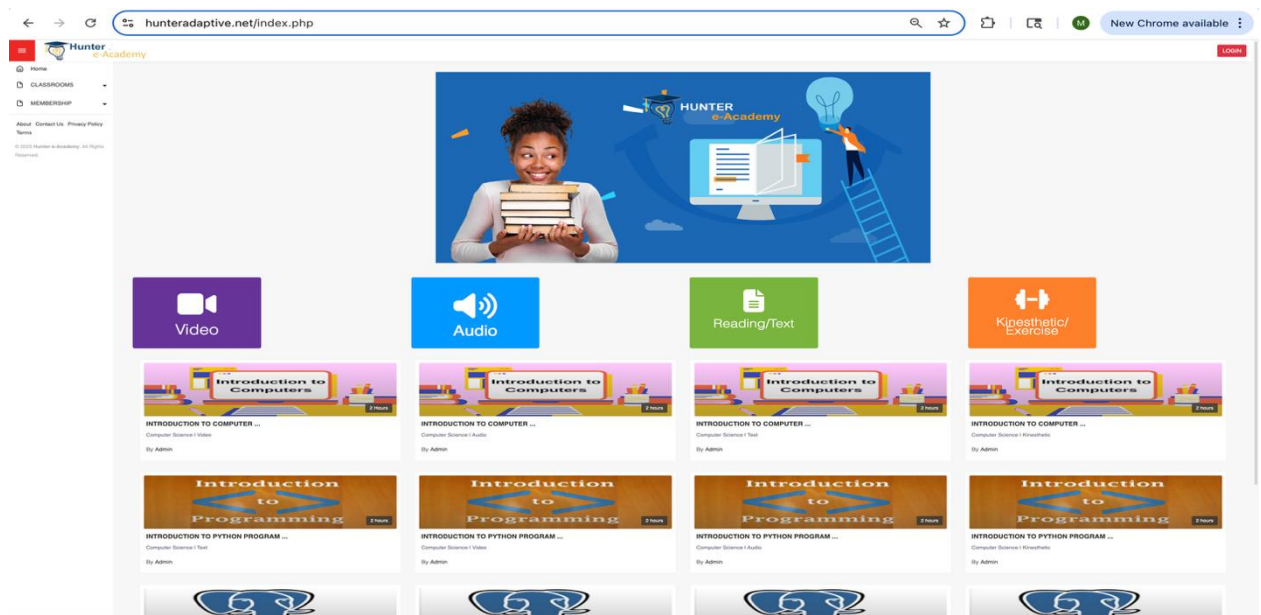 hunteradaptive.net/index.php
M
New Chrome available
Hunter
e-Academy
LOGIN
Home
CLASSROOMS
MEMBERSHIP
About Contact Us Privacy Policy
Terms
Hunter e-Academy. All Rights
Reserved.
HUNTER
e-Academy
Video
Audio
Reading/Text
Kinesthetic/
Exercise
Introduction to
Computers
2 Hours
INTRODUCTION TO COMPUTER ...
Computer Science I Video
By Admin
Introduction to
Computers
2 hours
INTRODUCTION TO COMPUTER ...
Computer Science I Audio
By Admin
Introduction to
Computers
2 hours
INTRODUCTION TO COMPUTER ...
Computer Science I Text
By Admin
Introduction to
Computers
2 hours
INTRODUCTION TO COMPUTER ...
Computer Science I Kinesthetic
By Admin
Introduction
to
Programming
2 hours
INTRODUCTION TO PYTHON PROGRAM ...
Computer Science I Text
By Admin
Introduction
to
Programming
2 hours
INTRODUCTION TO PYTHON PROGRAM ...
Computer Science I Video
By Admin
Introduction
to
Programming
2 hours
INTRODUCTION TO PYTHON PROGRAM ...
Computer Science I Audio
By Admin
Introduction
to
Programming
2 hours
INTRODUCTION TO PYTHON PROGRAM ...
Computer Science I Kinesthetic
By Admin